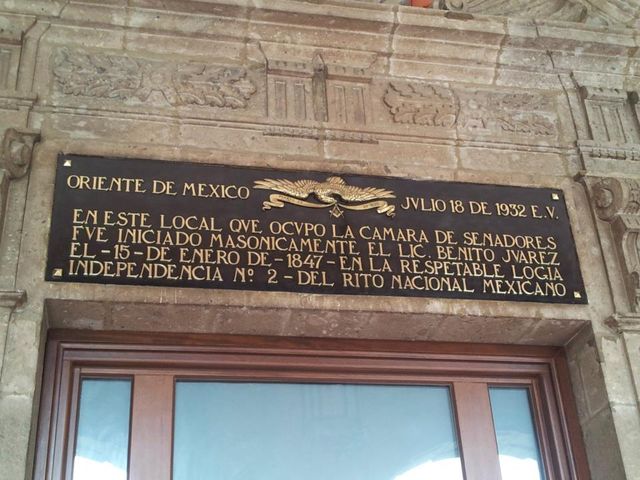 ORIENTE DE MEXICO JVLIO 18 DE 1932 E.V.
EN ESTE LOCAL QVE OCVPO LA CAMARA DE SENADORES
FVE INICIADO MASONICAMENTE EL LIC. BENITO JVAREZ
EL -15- DE ENERO DE -1847- EN LA RESPETABLE LOGIA
INDEPENDENCIA Nº 2 - DEL RITO NACIONAL MEXICANO